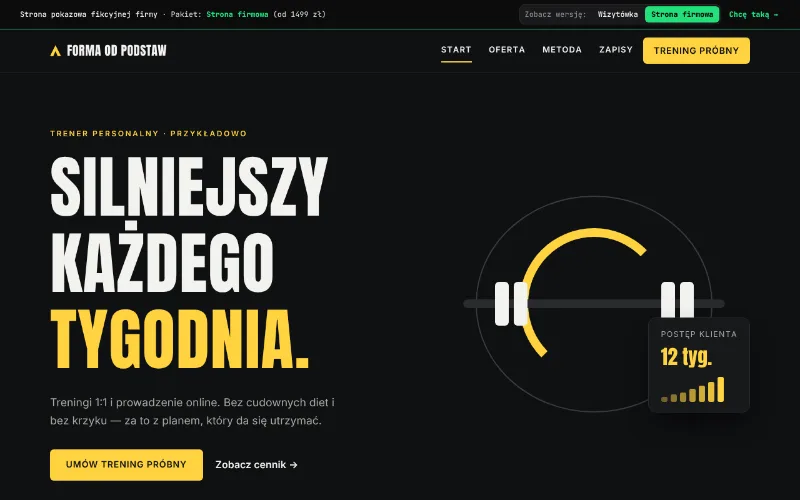 Strona pokazowa fikcyjnej firmy · Pakiet: Strona firmowa (od 1499 zł)
Zobacz wersję: Wizytówka Strona firmowa Chcę taką →
FORMA OD PODSTAW
START OFERTA METODA ZAPISY TRENING PRÓBNY
TRENER PERSONALNY · PRZYKŁADOWO
SILNIEJSZY
KAŻDEGO
TYGODNIA.
POSTĘP KLIENTA
12 tyg.
Treningi 1:1 i prowadzenie online. Bez cudownych diet i
bez krzyku — za to z planem, który da się utrzymać.
UMÓW TRENING PRÓBNY Zobacz cennik →